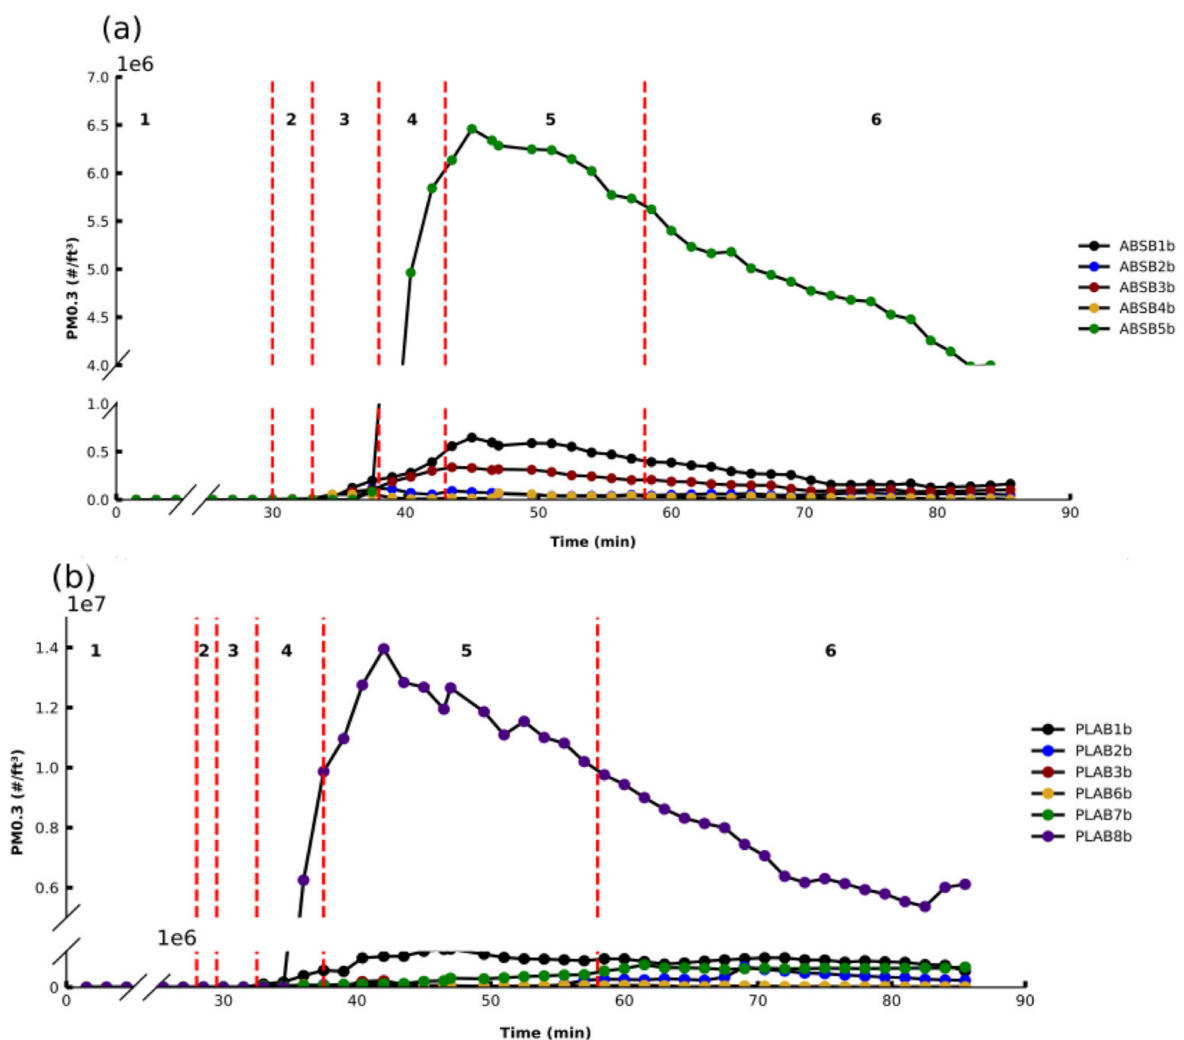 (a)
1e6
7.0
1 2 3 4 5 6
6.5
6.0
5.5
5.0
4.5
4.0
PM0.3 (#/ft³)
ABSB1b
ABSB2b
ABSB3b
ABSB4b
ABSB5b
1.0
0.5
0.0
0 30 40 50 60 70 80 90
Time (min)
(b)
1e7
1.4
1 2 3 4 5 6
1.2
1.0
0.8
0.6
PM0.3 (#/ft³)
PLAB1b
PLAB2b
PLAB3b
PLAB6b
PLAB7b
PLAB8b
1e6
0
0 30 40 50 60 70 80 90
Time (min)